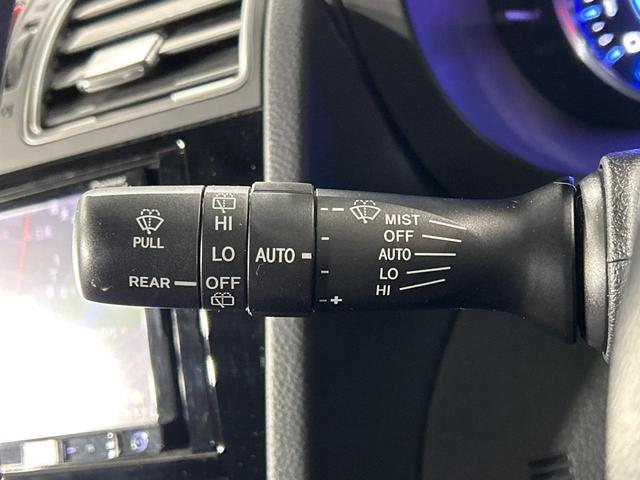 PULL
REAR
HI
LO
OFF
AUTO
- -
-
-
- +
MIST
OFF
AUTO
LO
HI